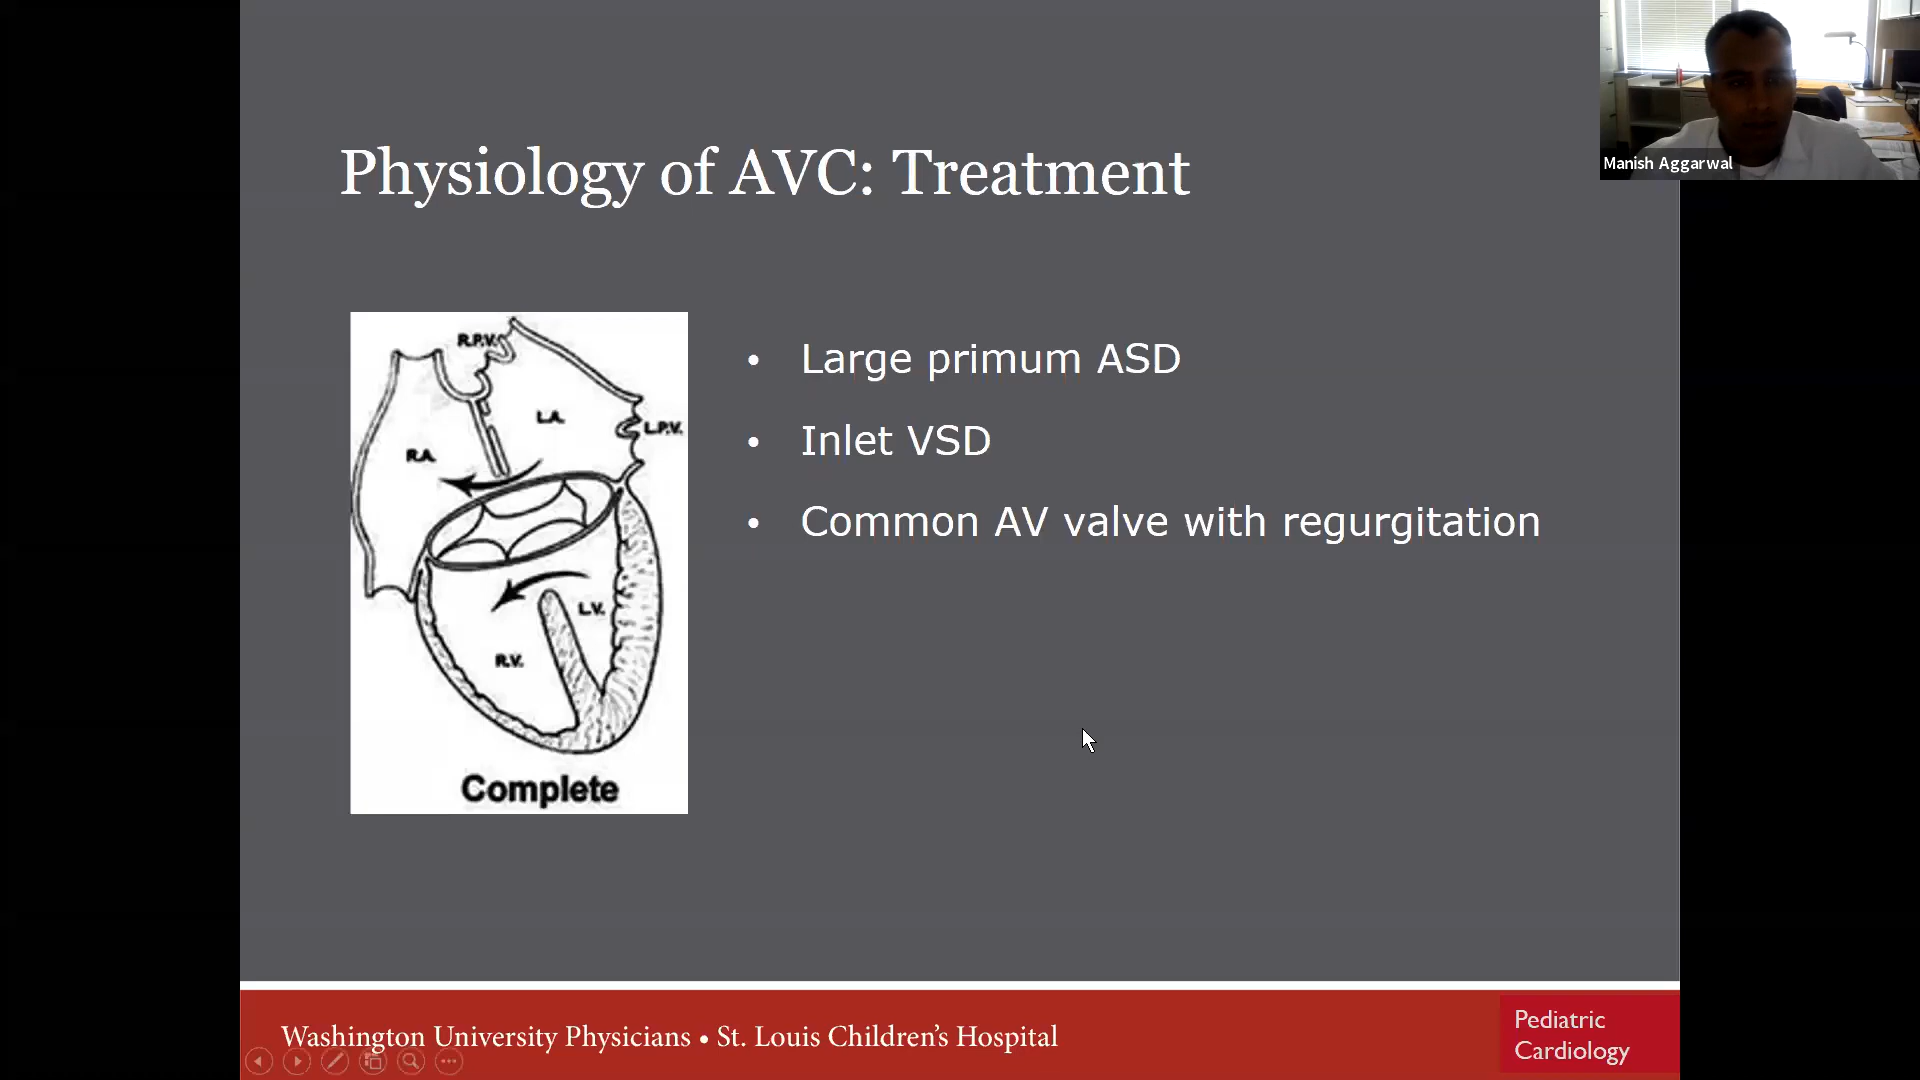 Manish Aggarwal
Physiology of AVC: Treatment
R.P.V.
L.A.
L.P.V.
R.A.
L.V.
R.V.
Complete
• Large primum ASD
• Inlet VSD
• Common AV valve with regurgitation
Washington University Physicians • St. Louis Children's Hospital
Pediatric
Cardiology